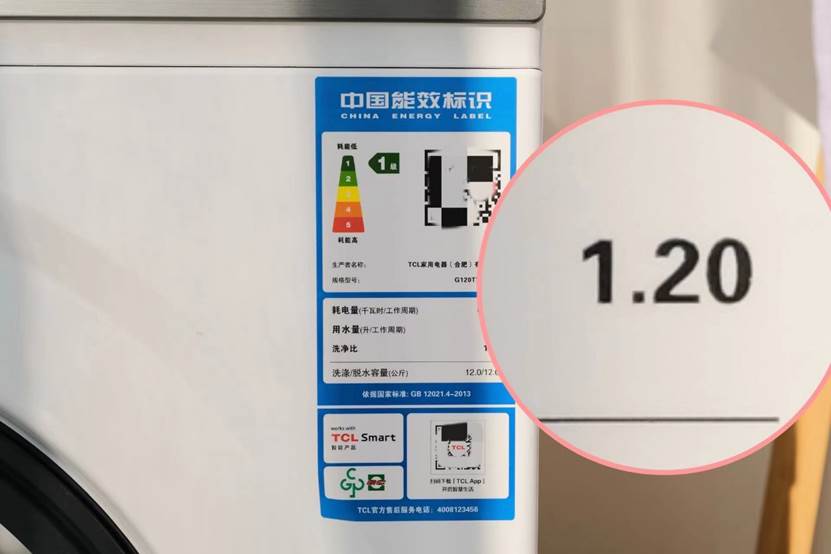 中国能效标识
CHINA ENERGY LABEL
耗能低
1
2
3
4
5
耗能高
1级
生产者名称: TCL家用电器(合肥)
规格型号: G120T
耗电量(千瓦时/工作周期)
用水量(升/工作周期)
洗净比 1
洗涤/脱水容量(公斤) 12.0/12.0
依据国家标准: GB 12021.4-2013
works with
TCL Smart
智能产品
TCL
扫码下载「TCL App」
开启智慧生活
TCL官方售后服务电话: 4008123456
1.20